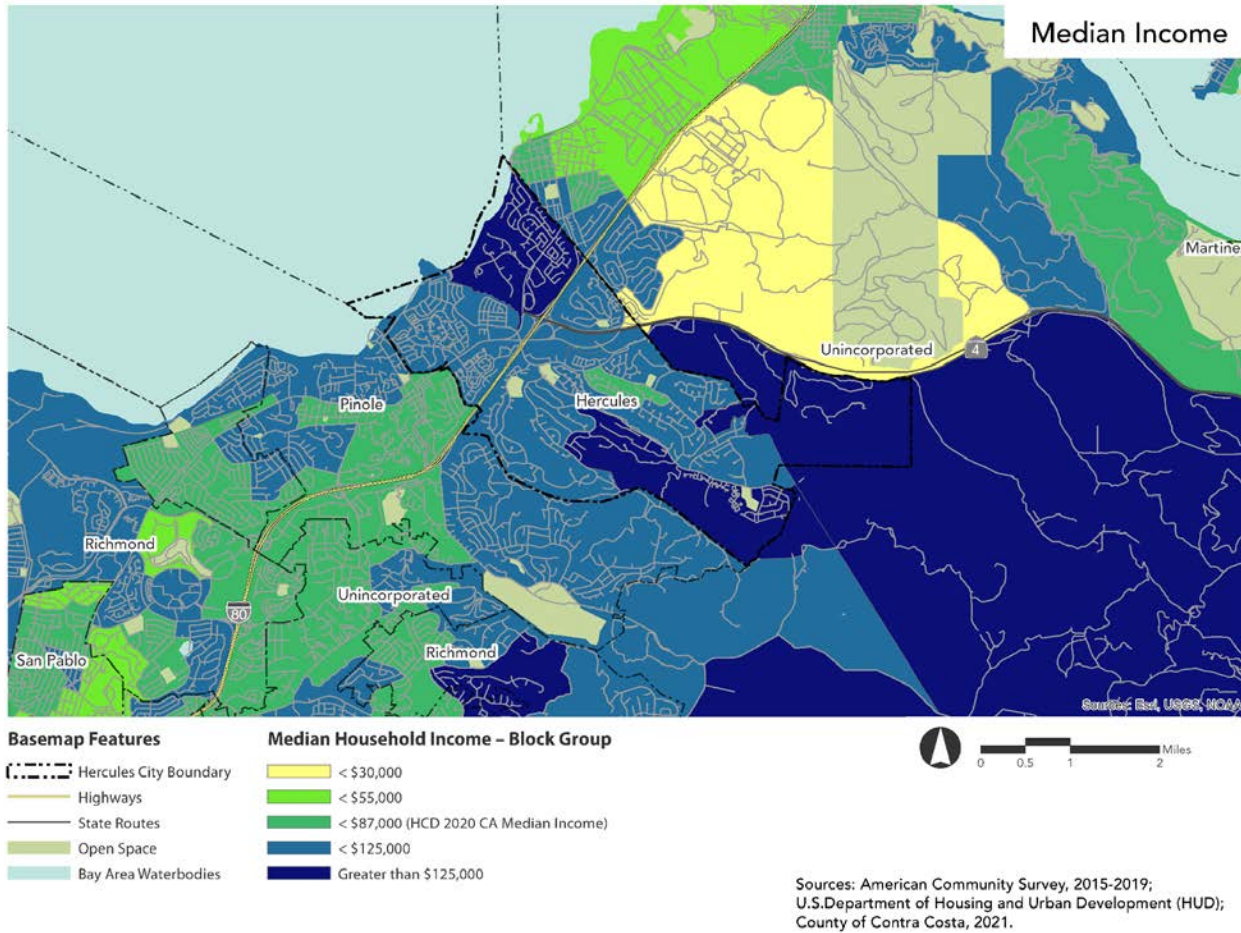 Median Income
Martine
Unincorporated
4
Hercules
Pinole
Richmond
Unincorporated
80
Richmond
San Pablo
Sources: Esri, USGS, NOAA
Basemap Features
Hercules City Boundary
Highways
State Routes
Open Space
Bay Area Waterbodies
Median Household Income – Block Group
< $30,000
< $55,000
< $87,000 (HCD 2020 CA Median Income)
< $125,000
Greater than $125,000
Miles
0 0.5 1 2
Sources: American Community Survey, 2015-2019;
U.S.Department of Housing and Urban Development (HUD);
County of Contra Costa, 2021.